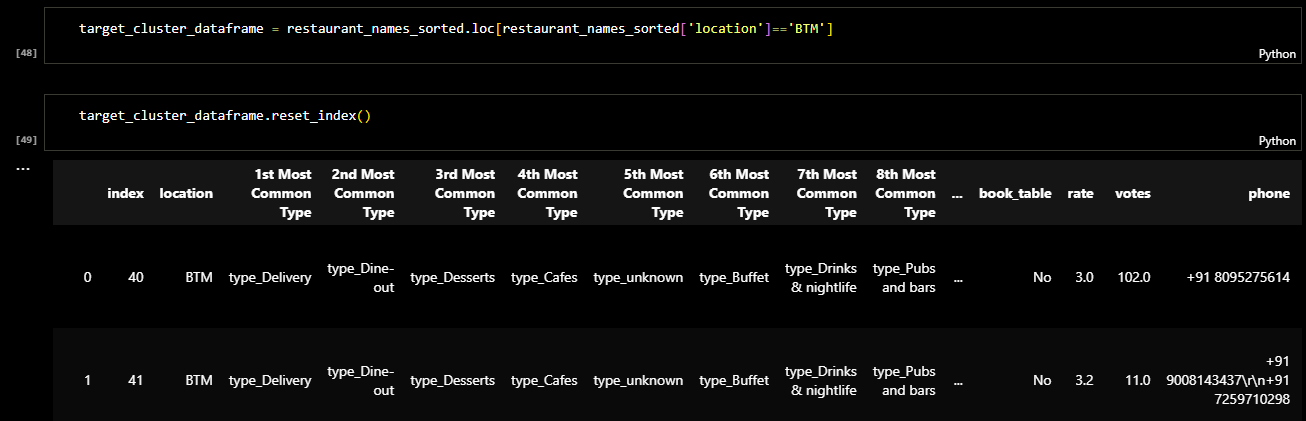 target_cluster_dataframe = restaurant_names_sorted.loc[restaurant_names_sorted['location']=='BTM']
[48]
Python
target_cluster_dataframe.reset_index()
[49]
Python
...
index location 1st Most Common Type 2nd Most Common Type 3rd Most Common Type 4th Most Common Type 5th Most Common Type 6th Most Common Type 7th Most Common Type 8th Most Common Type ... book_table rate votes phone
0 40 BTM type_Delivery type_Dine-out type_Desserts type_Cafes type_unknown type_Buffet type_Drinks & nightlife type_Pubs and bars ... No 3.0 102.0 +91 8095275614
1 41 BTM type_Delivery type_Dine-out type_Desserts type_Cafes type_unknown type_Buffet type_Drinks & nightlife type_Pubs and bars ... No 3.2 11.0 +91 9008143437\r\n+91 7259710298